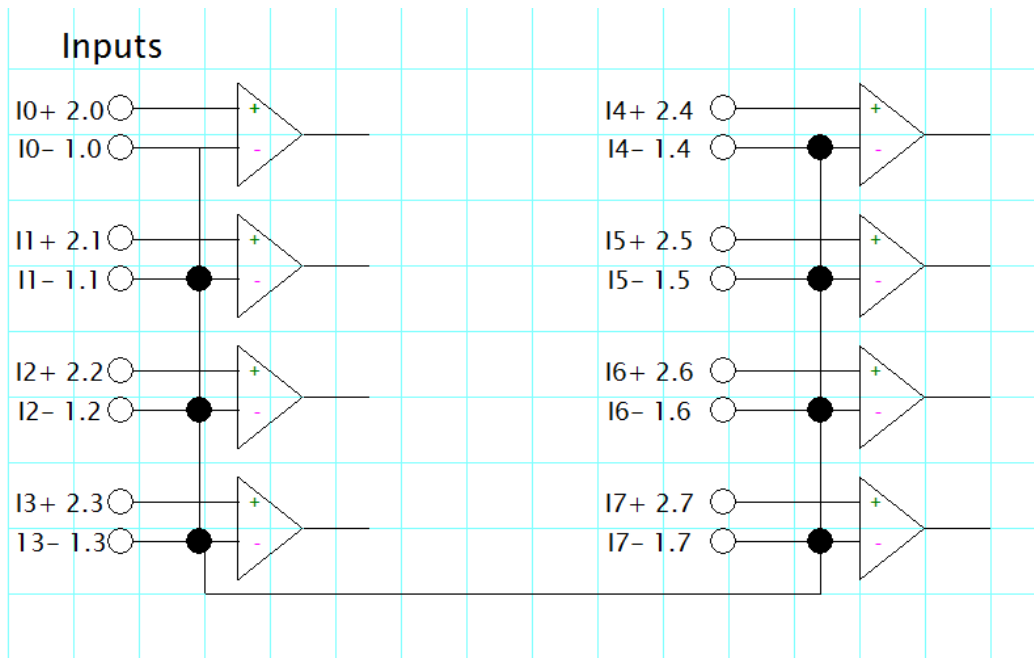 Inputs
I0+ 2.0
I0- 1.0
I1+ 2.1
I1- 1.1
I2+ 2.2
I2- 1.2
I3+ 2.3
13- 1.3
I4+ 2.4
I4- 1.4
I5+ 2.5
I5- 1.5
I6+ 2.6
I6- 1.6
I7+ 2.7
I7- 1.7
+
-
+
-
+
-
+
-
+
-
+
-
+
-
+
-